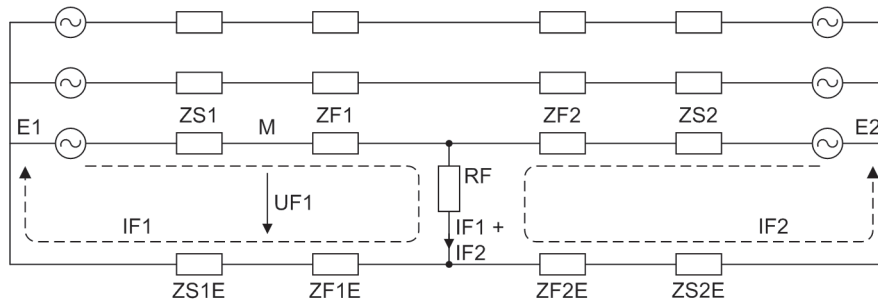 ZS1 ZF1 ZF2 ZS2
E1 M E2
RF
UF1
IF1 IF1 + IF2
IF2
ZS1E ZF1E ZF2E ZS2E